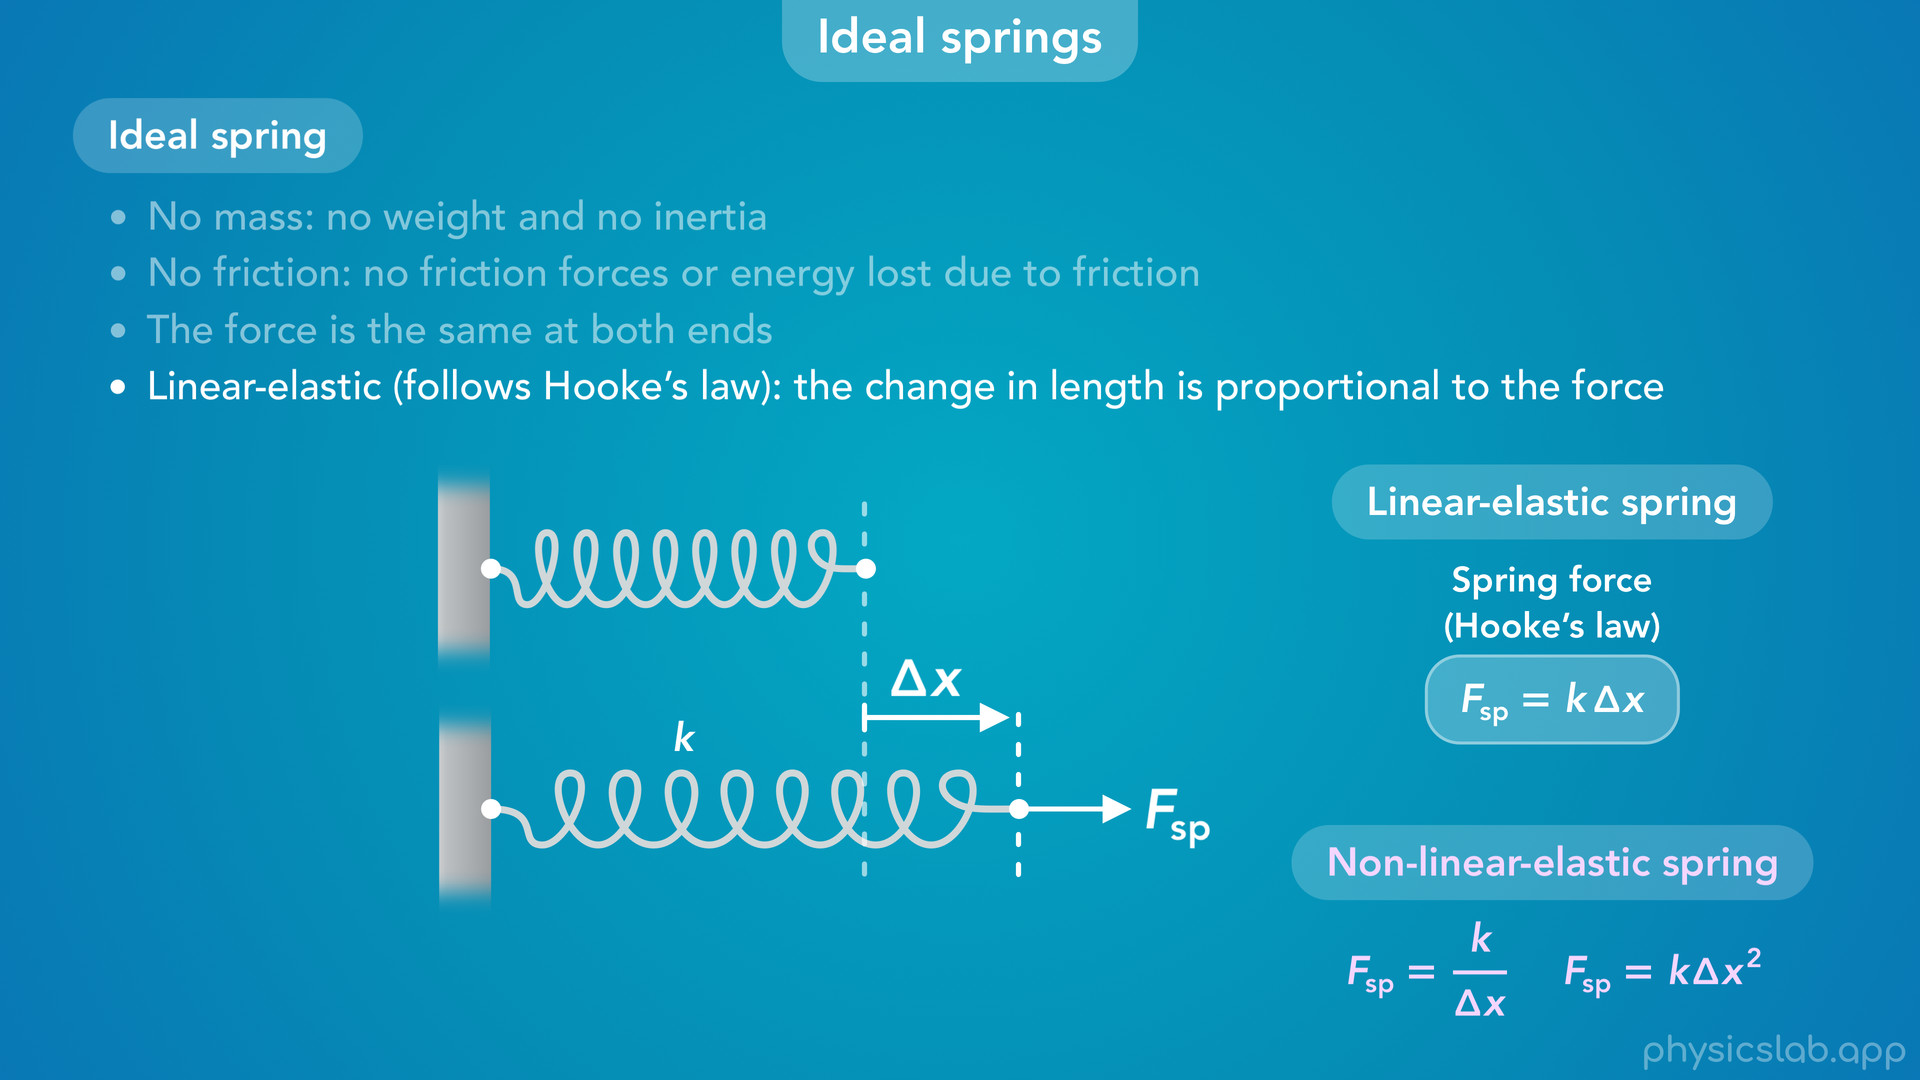 Ideal springs
Ideal spring
• No mass: no weight and no inertia
• No friction: no friction forces or energy lost due to friction
• The force is the same at both ends
• Linear-elastic (follows Hooke’s law): the change in length is proportional to the force
Δx
k
Fsp
Linear-elastic spring
Spring force
(Hooke’s law)
Fsp = k Δx
Non-linear-elastic spring
Fsp = k/Δx Fsp = kΔx²
physicslab.app